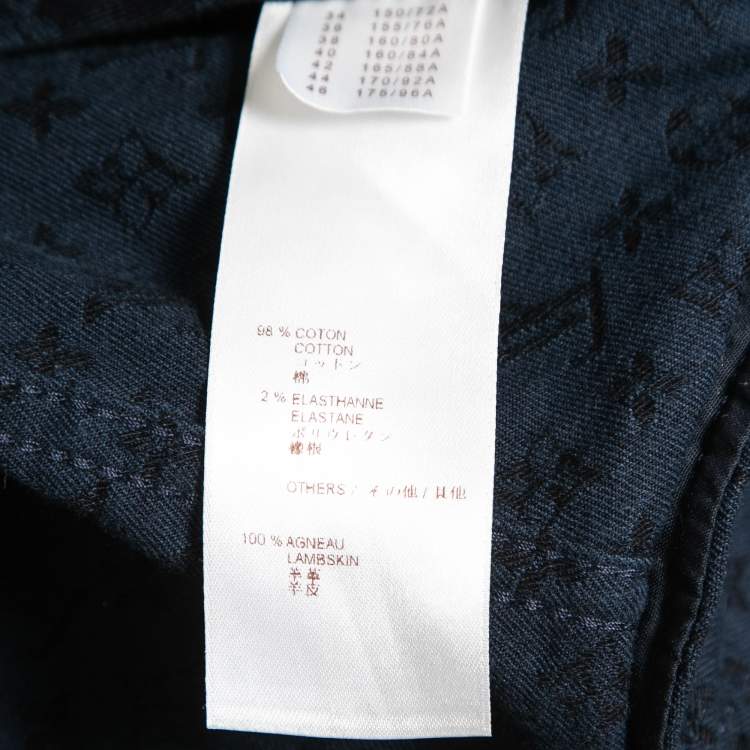 34 150/72A
36 155/76A
38 160/80A
40 160/84A
42 165/88A
44 170/92A
46 175/96A
98 % COTON
COTTON
コットン
棉
2 % ELASTHANNE
ELASTANE
ポリウレタン
OTHERS / その他 / 其他
100 % AGNEAU
LAMBSKIN
羊革
羊皮